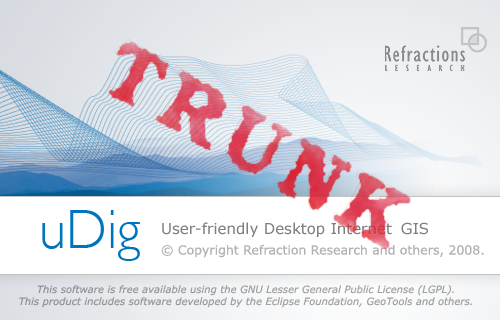 Refractions
RESEARCH
TRUNK
uDig
User-friendly Desktop Internet GIS
© Copyright Refraction Research and others, 2008.
This software is free available using the GNU Lesser General Public License (LGPL).
This product includes software developed by the Eclipse Foundation, GeoTools and others.